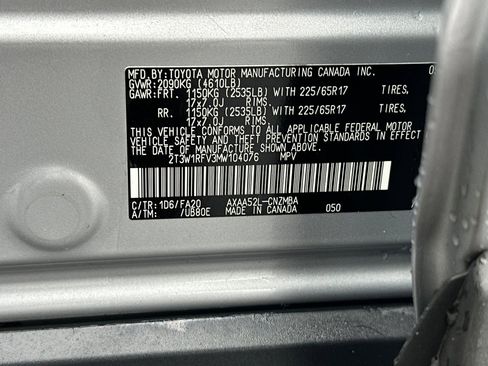 MFD. BY: TOYOTA MOTOR MANUFACTURING CANADA INC. 05
GVWR: 2090KG (4610LB)
GAWR: FRT. 1150KG (2535LB) WITH 225/65R17 TIRES,
17x7.0J RIMS.
RR. 1150KG (2535LB) WITH 225/65R17 TIRES,
17x7.0J RIMS.
THIS VEHICLE CONFORMS TO ALL APPLICABLE FEDERAL MOTOR
VEHICLE SAFETY AND THEFT PREVENTION STANDARDS IN EFFECT
ON THE DATE OF MANUFACTURE SHOWN ABOVE.
2T3W1RFV3MW104076 MPV
C/TR: 1D6/FA20 AXAA52L-CNZMBA
A/TM: /UB80E MADE IN CANADA 050